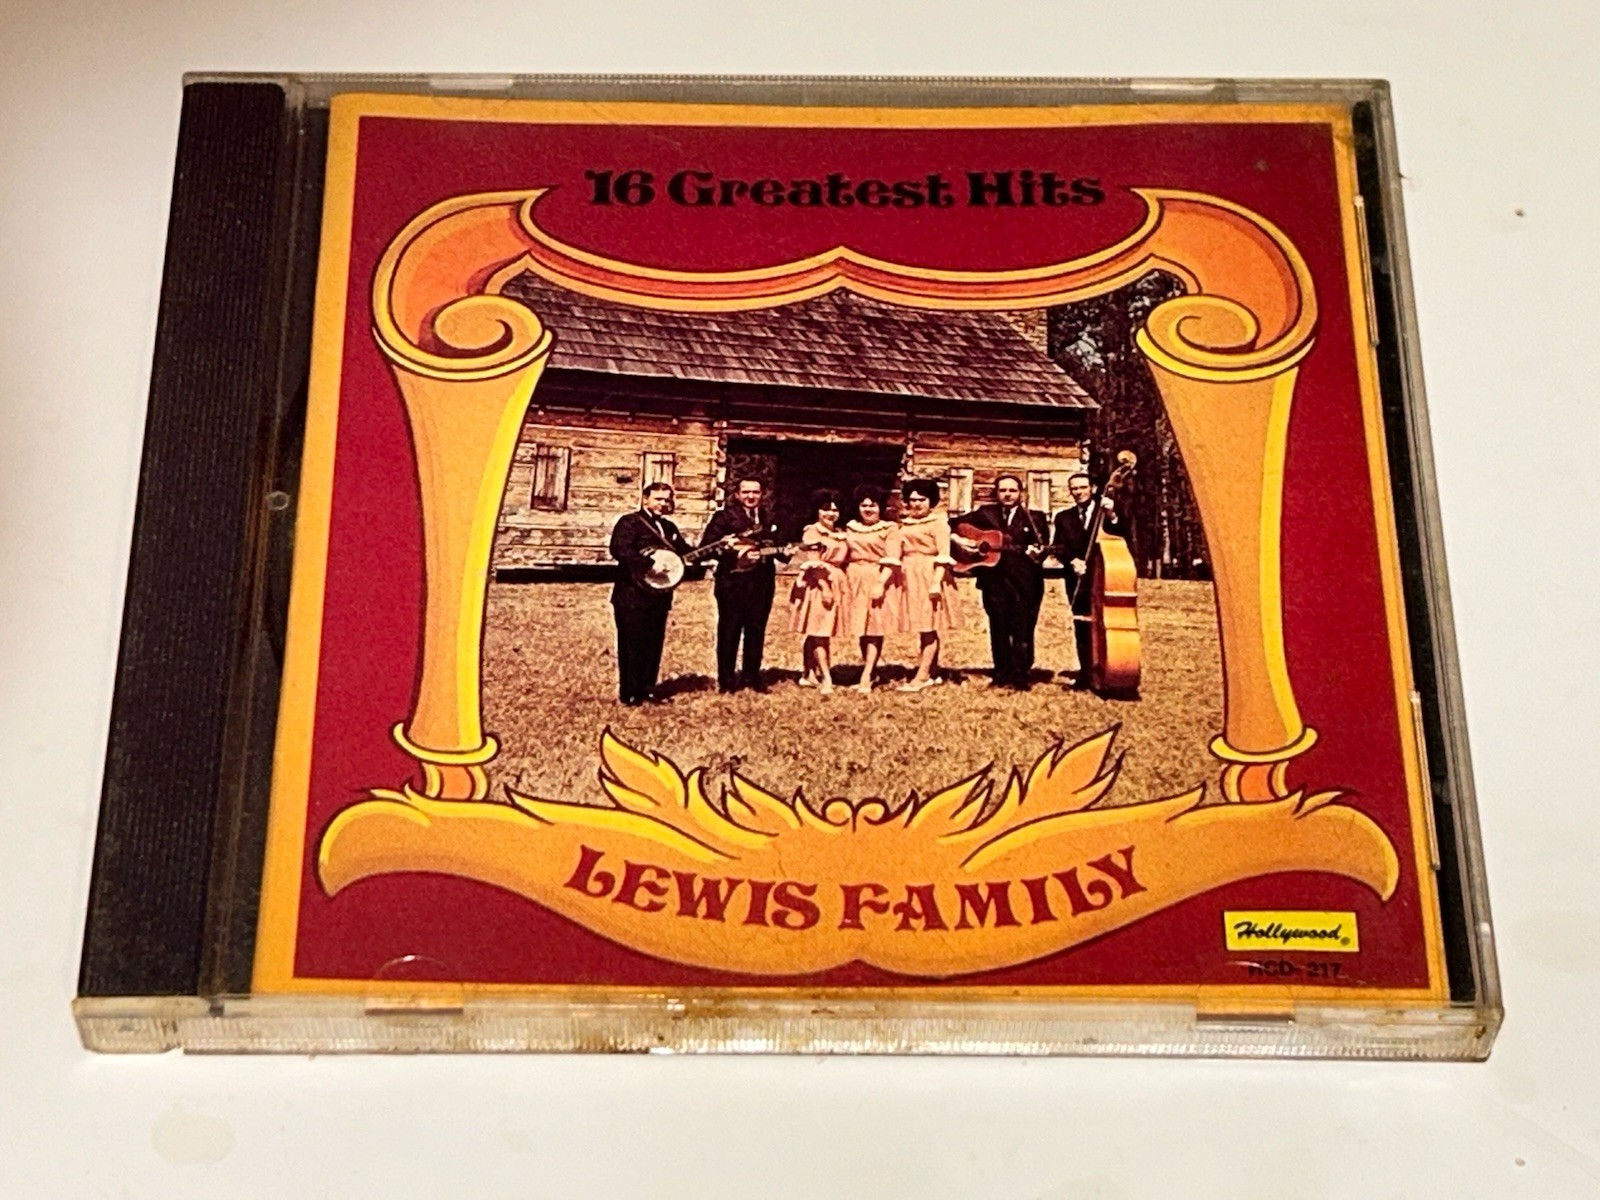 16 Greatest Hits
LEWIS FAMILY
Hollywood®
HCD-217